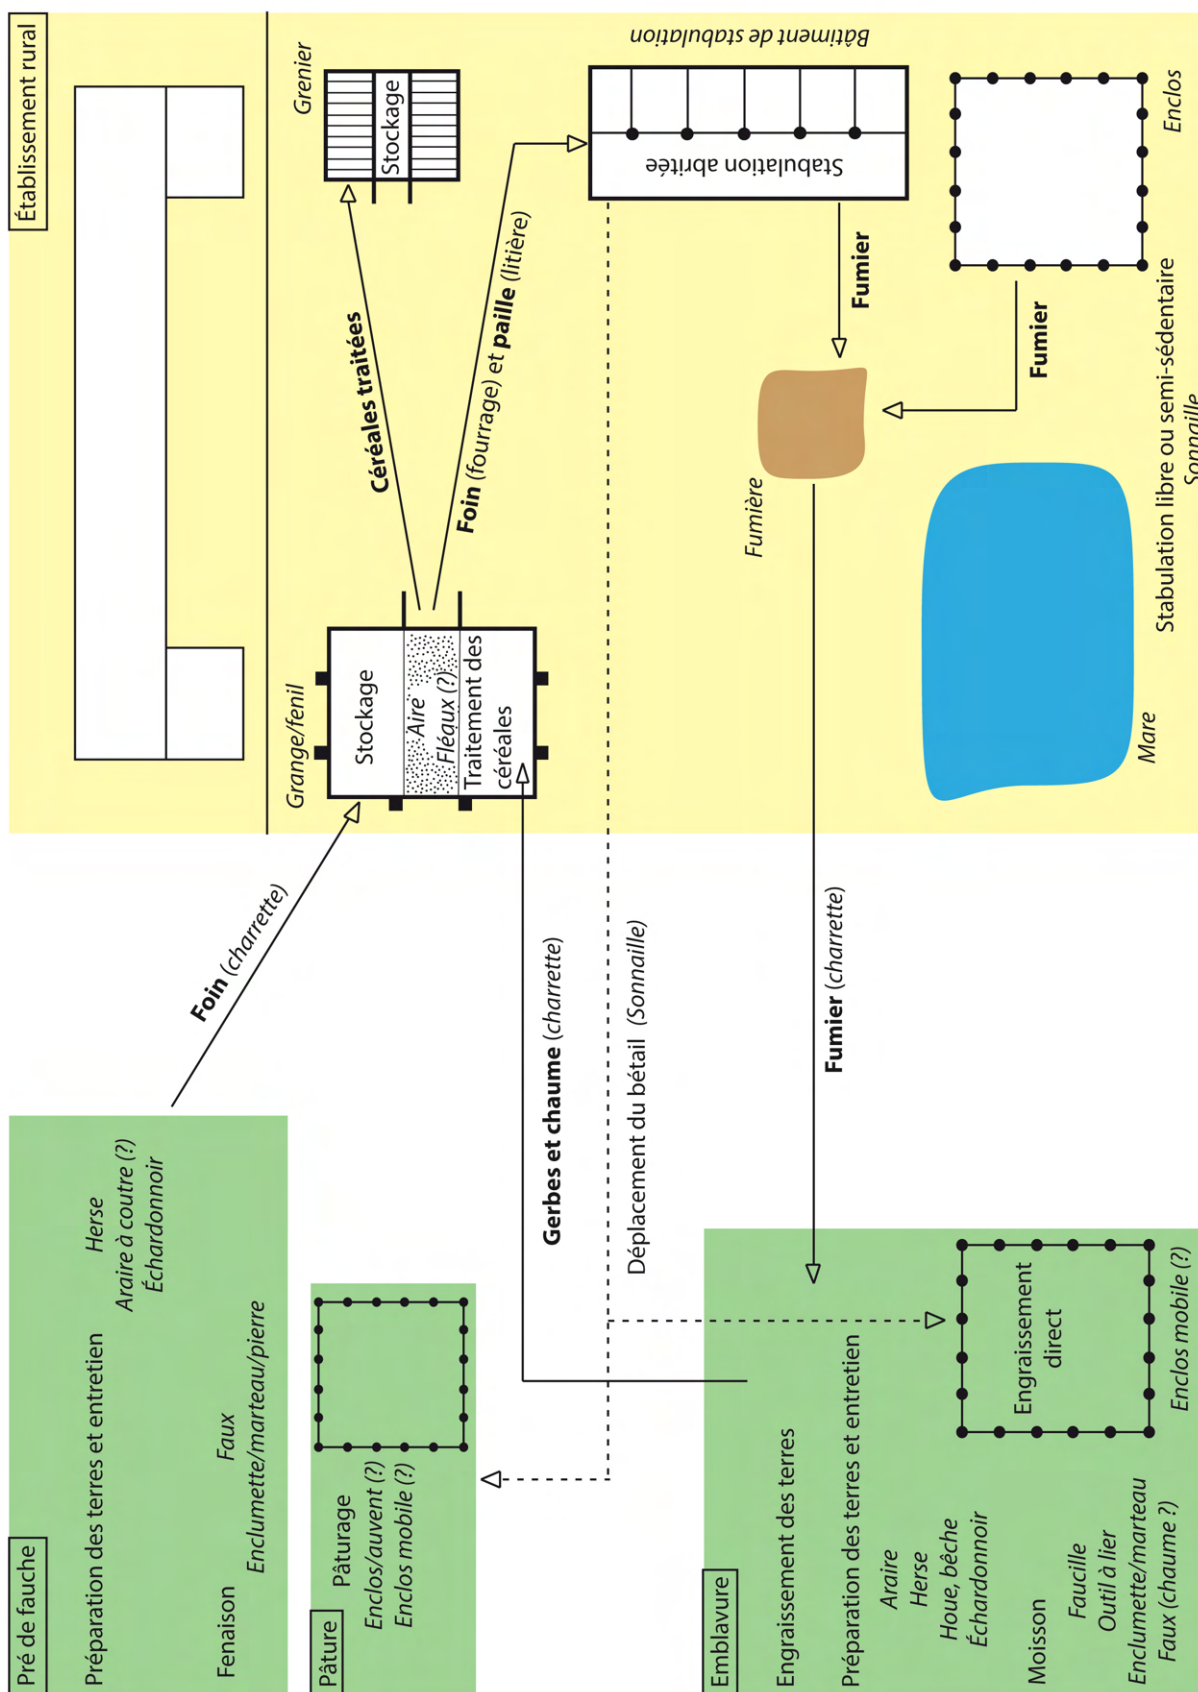 Pré de fauche
Préparation des terres et entretien
Herse
Araire à coutre (?)
Échardonnoir
Fenaison
Faux
Enclumette/marteau/pierre
Pâture
Pâturage
Enclos/auvent (?)
Enclos mobile (?)
Emblavure
Engraissement des terres
Préparation des terres et entretien
Araire
Herse
Houe, bêche
Échardonnoir
Moisson
Faucille
Outil à lier
Enclumette/marteau
Faux (chaume ?)
Engraissement
direct
Enclos mobile (?)
Foin (charrette)
Gerbes et chaume (charrette)
Déplacement du bétail (Sonnaille)
Fumier (charrette)
Établissement rural
Grange/fenil
Stockage
Aire
Fléaux (?)
Traitement des
céréales
Céréales traitées
Foin (fourrage) et paille (litière)
Grenier
Stockage
Bâtiment de stabulation
Stabulation abritée
Fumier
Fumière
Fumier
Mare
Enclos
Stabulation libre ou semi-sédentaire
Sonnaille